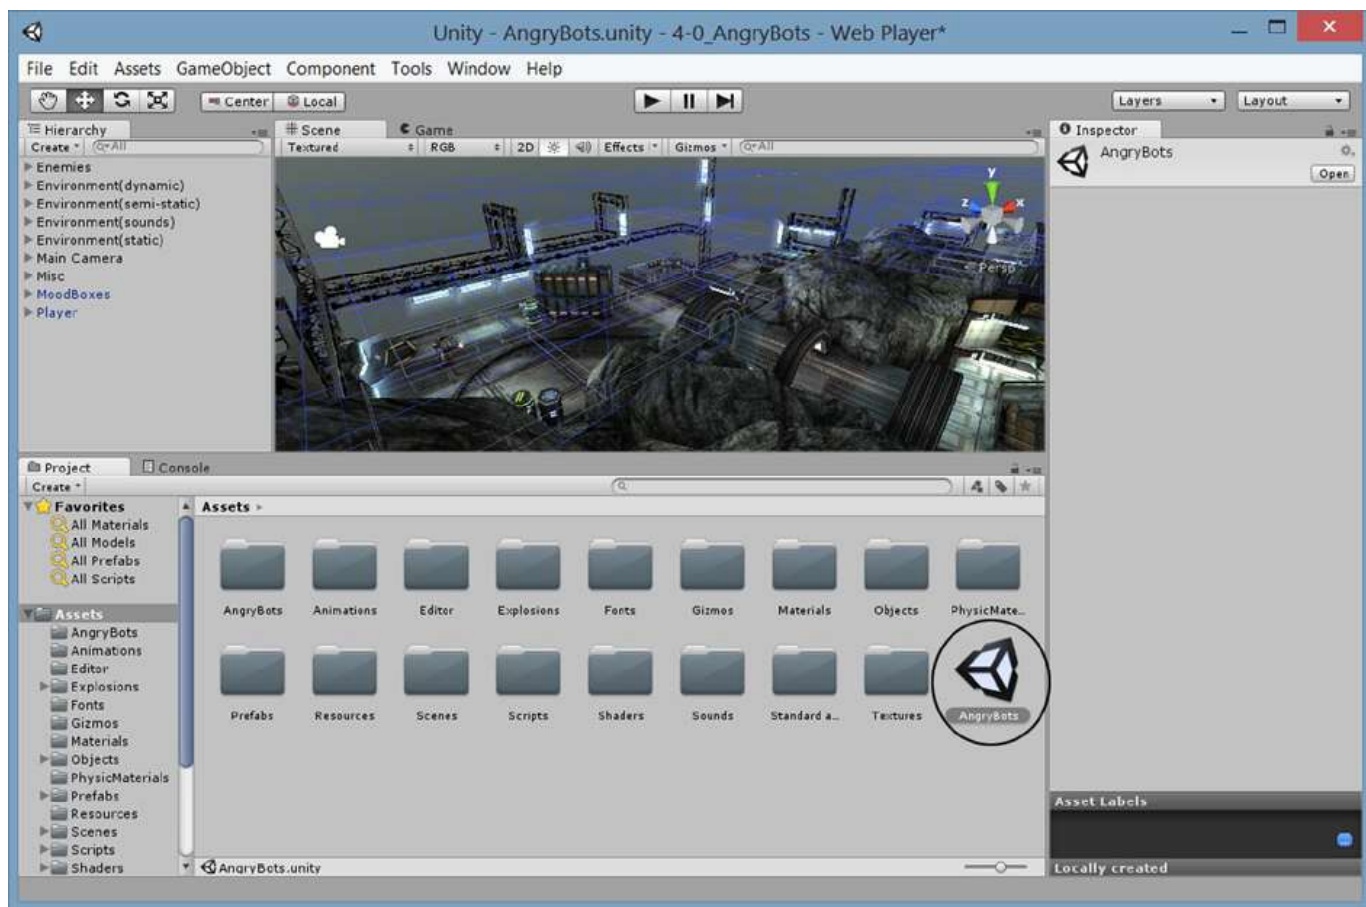 Unity - AngryBots.unity - 4-0_AngryBots - Web Player*
File Edit Assets GameObject Component Tools Window Help
Center Local Layers Layout
Hierarchy
Create All
Enemies
Environment(dynamic)
Environment(semi-static)
Environment(sounds)
Environment(static)
Main Camera
Misc
MoodBoxes
Player
Scene Game
Textured RGB 2D Effects Gizmos All
y
z x
Persp
Inspector
AngryBots
Open
Project Console
Create
Favorites
All Materials
All Models
All Prefabs
All Scripts
Assets
AngryBots
Animations
Editor
Explosions
Fonts
Gizmos
Materials
Objects
PhysicMaterials
Prefabs
Resources
Scenes
Scripts
Shaders
Assets
AngryBots Animations Editor Explosions Fonts Gizmos Materials Objects PhysicMate...
Prefabs Resources Scenes Scripts Shaders Sounds Standard a... Textures AngryBots
AngryBots.unity
Asset Labels
Locally created